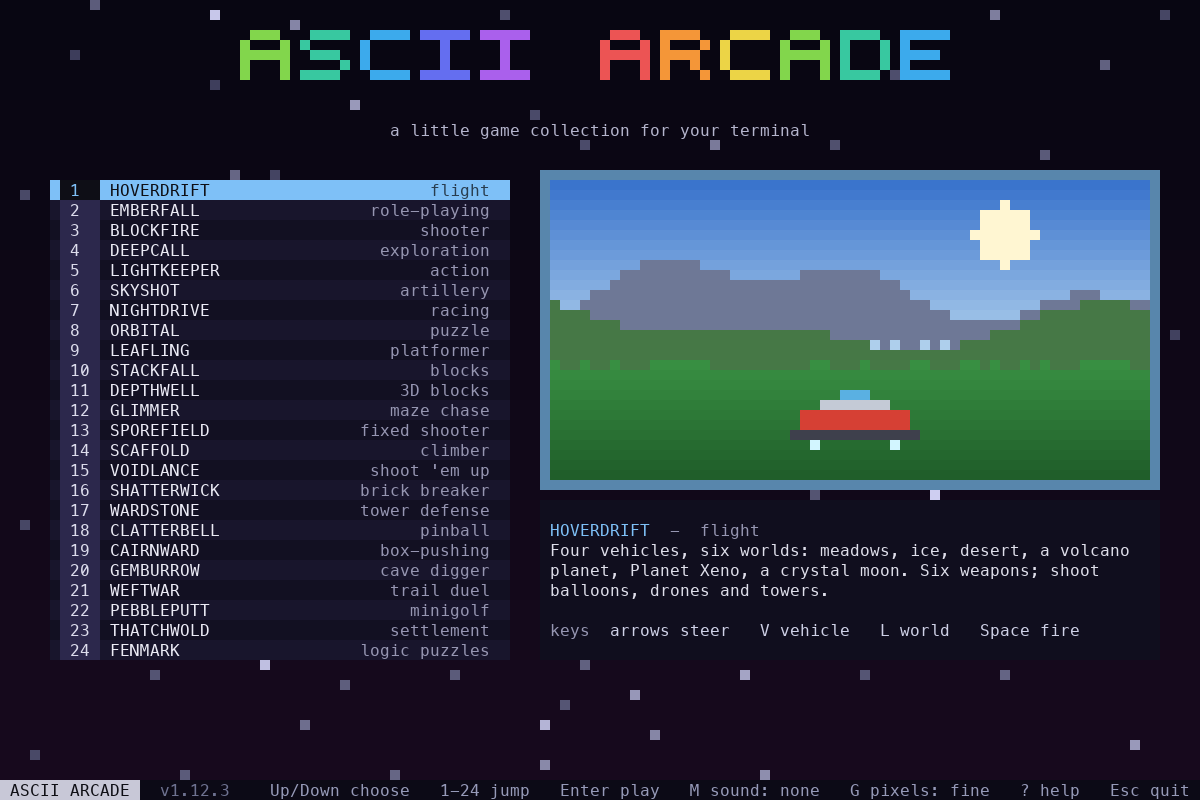 ASCII ARCADE
a little game collection for your terminal
1 HOVERDRIFT flight
2 EMBERFALL role-playing
3 BLOCKFIRE shooter
4 DEEPCALL exploration
5 LIGHTKEEPER action
6 SKYSHOT artillery
7 NIGHTDRIVE racing
8 ORBITAL puzzle
9 LEAFLING platformer
10 STACKFALL blocks
11 DEPTHWELL 3D blocks
12 GLIMMER maze chase
13 SPOREFIELD fixed shooter
14 SCAFFOLD climber
15 VOIDLANCE shoot 'em up
16 SHATTERWICK brick breaker
17 WARDSTONE tower defense
18 CLATTERBELL pinball
19 CAIRNWARD box-pushing
20 GEMBURROW cave digger
21 WEFTWAR trail duel
22 PEBBLEPUTT minigolf
23 THATCHWOLD settlement
24 FENMARK logic puzzles
HOVERDRIFT — flight
Four vehicles, six worlds: meadows, ice, desert, a volcano
planet, Planet Xeno, a crystal moon. Six weapons; shoot
balloons, drones and towers.
keys arrows steer V vehicle L world Space fire
ASCII ARCADE v1.12.3 Up/Down choose 1—24 jump Enter play M sound: none G pixels: fine ? help Esc quit